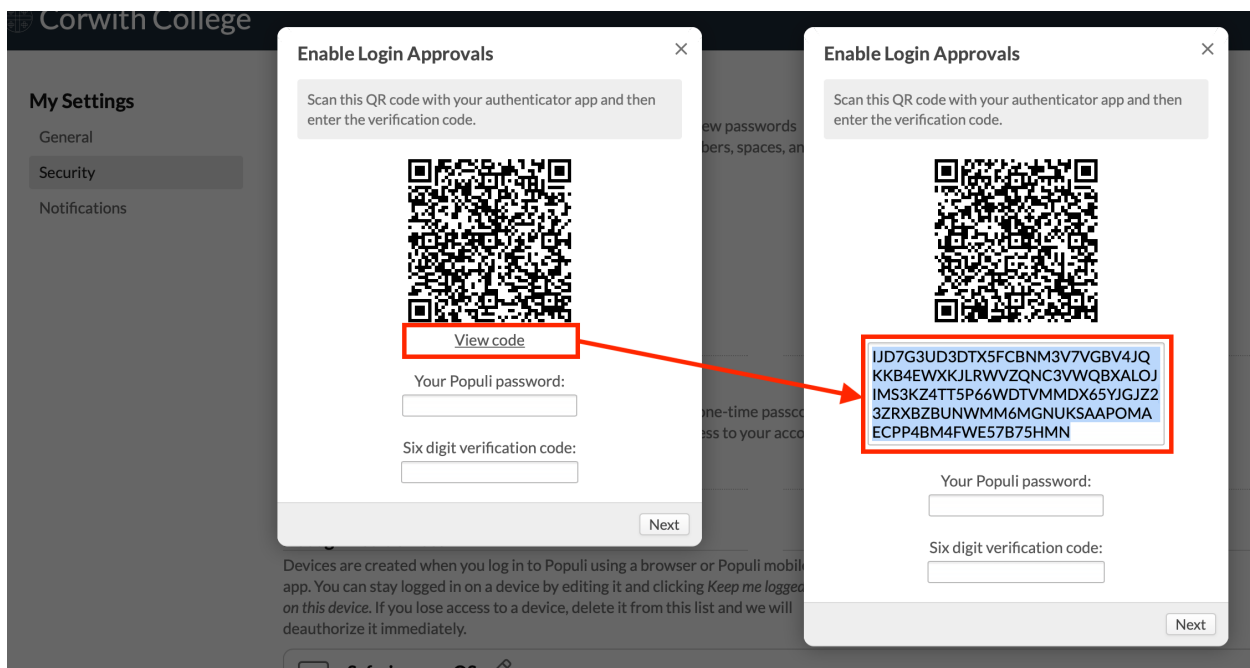 Corwith College
My Settings
General
Security
Notifications
Enable Login Approvals
Scan this QR code with your authenticator app and then
enter the verification code.
View code
Your Populi password:
Six digit verification code:
Next
ew passwords
bers, spaces, an
one-time passco
ess to your acco
Devices are created when you log in to Populi using a browser or Populi mobil
app. You can stay logged in on a device by editing it and clicking Keep me logged
on this device. If you lose access to a device, delete it from this list and we will
deauthorize it immediately.
Enable Login Approvals
Scan this QR code with your authenticator app and then
enter the verification code.
IJD7G3UD3DTX5FCBNM3V7VGBV4JQ
KKB4EWXKJLRWVZQNC3VWQBXALOJ
IMS3KZ4TT5P66WDTVMMDX65YJGJZ2
3ZRXBZBUNWMM6MGNUKSAAPOMA
ECPP4BM4FWE57B75HMN
Your Populi password:
Six digit verification code:
Next